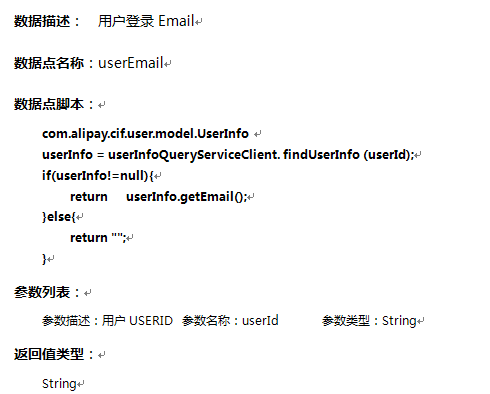 数据描述： 用户登录 Email
数据点名称：userEmail
数据点脚本：
com.alipay.cif.user.model.UserInfo
userInfo = userInfoQueryServiceClient. findUserInfo (userId);
if(userInfo!=null){
return userInfo.getEmail();
}else{
return "";
}
参数列表：
参数描述：用户 USERID 参数名称：userId 参数类型：String
返回值类型：
String